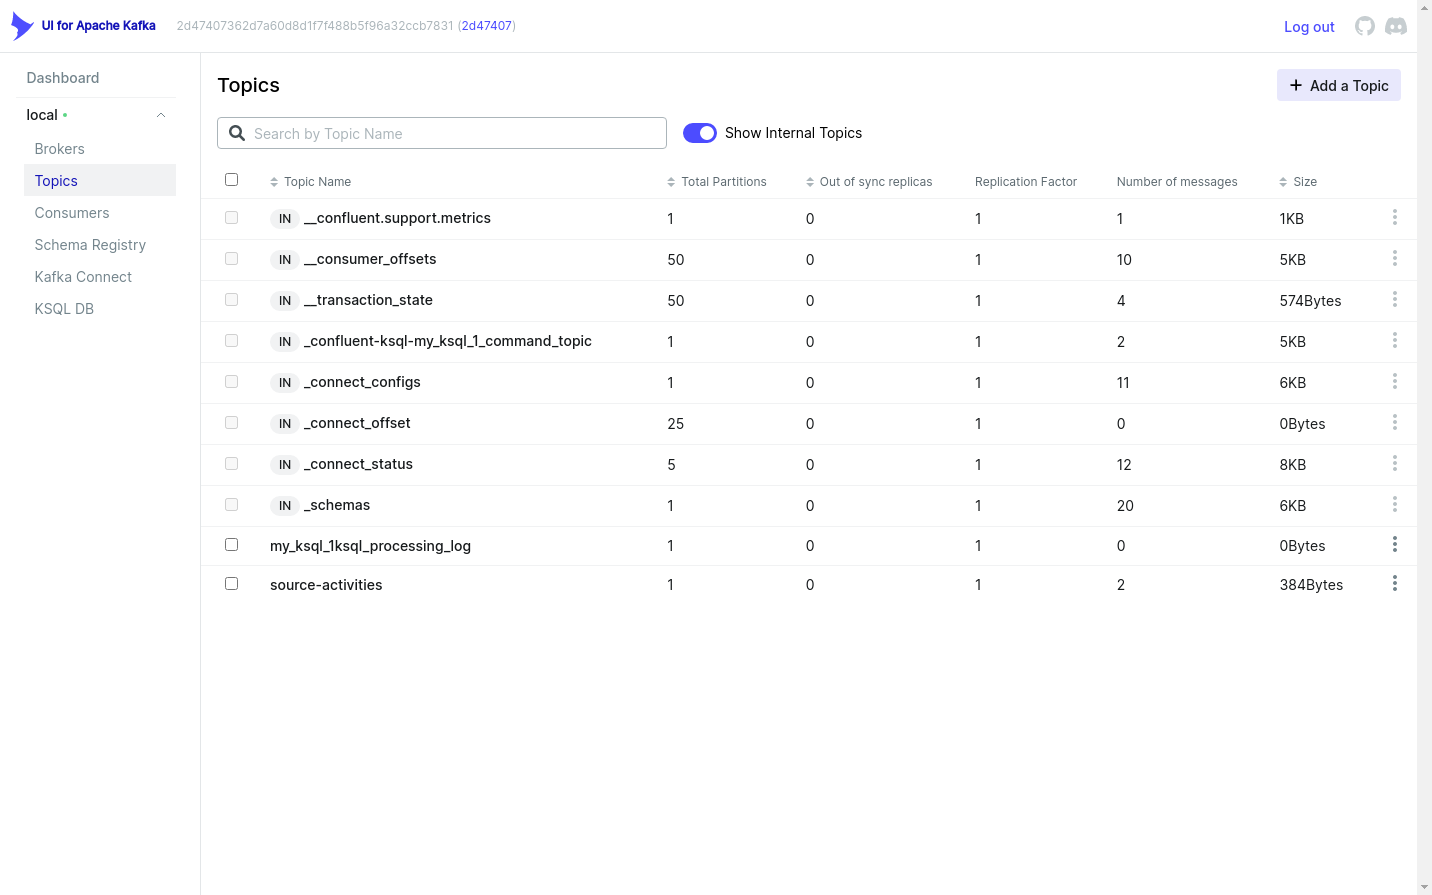 UI for Apache Kafka 2d47407362d7a60d8d1f7f488b5f96a32ccb7831 (2d47407) Log out
Dashboard
local
Brokers
Topics
Consumers
Schema Registry
Kafka Connect
KSQL DB
Topics
Add a Topic
Search by Topic Name Show Internal Topics
Topic Name Total Partitions Out of sync replicas Replication Factor Number of messages Size
IN __confluent.support.metrics 1 0 1 1 1KB
IN __consumer_offsets 50 0 1 10 5KB
IN __transaction_state 50 0 1 4 574Bytes
IN _confluent-ksql-my_ksql_1_command_topic 1 0 1 2 5KB
IN _connect_configs 1 0 1 11 6KB
IN _connect_offset 25 0 1 0 0Bytes
IN _connect_status 5 0 1 12 8KB
IN _schemas 1 0 1 20 6KB
my_ksql_1ksql_processing_log 1 0 1 0 0Bytes
source-activities 1 0 1 2 384Bytes